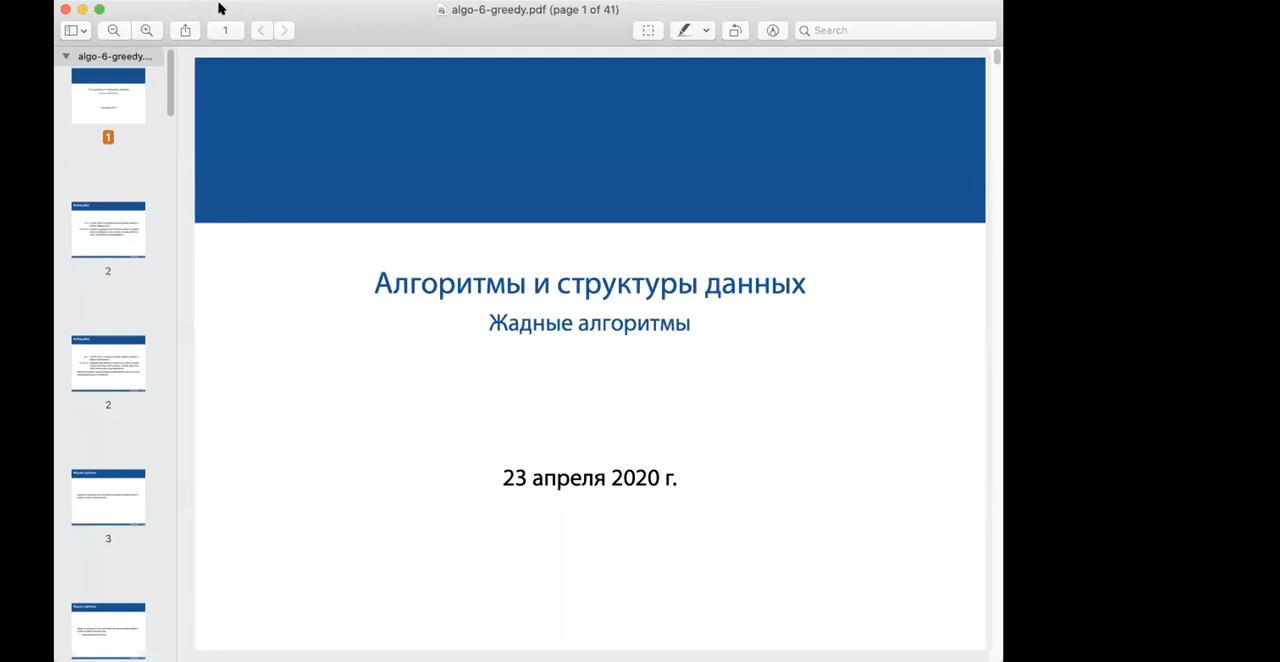 algo-6-greedy.pdf (page 1 of 41)
1
Search
algo-6-greedy....
1
2
2
3
Алгоритмы и структуры данных
Жадные алгоритмы
23 апреля 2020 г.